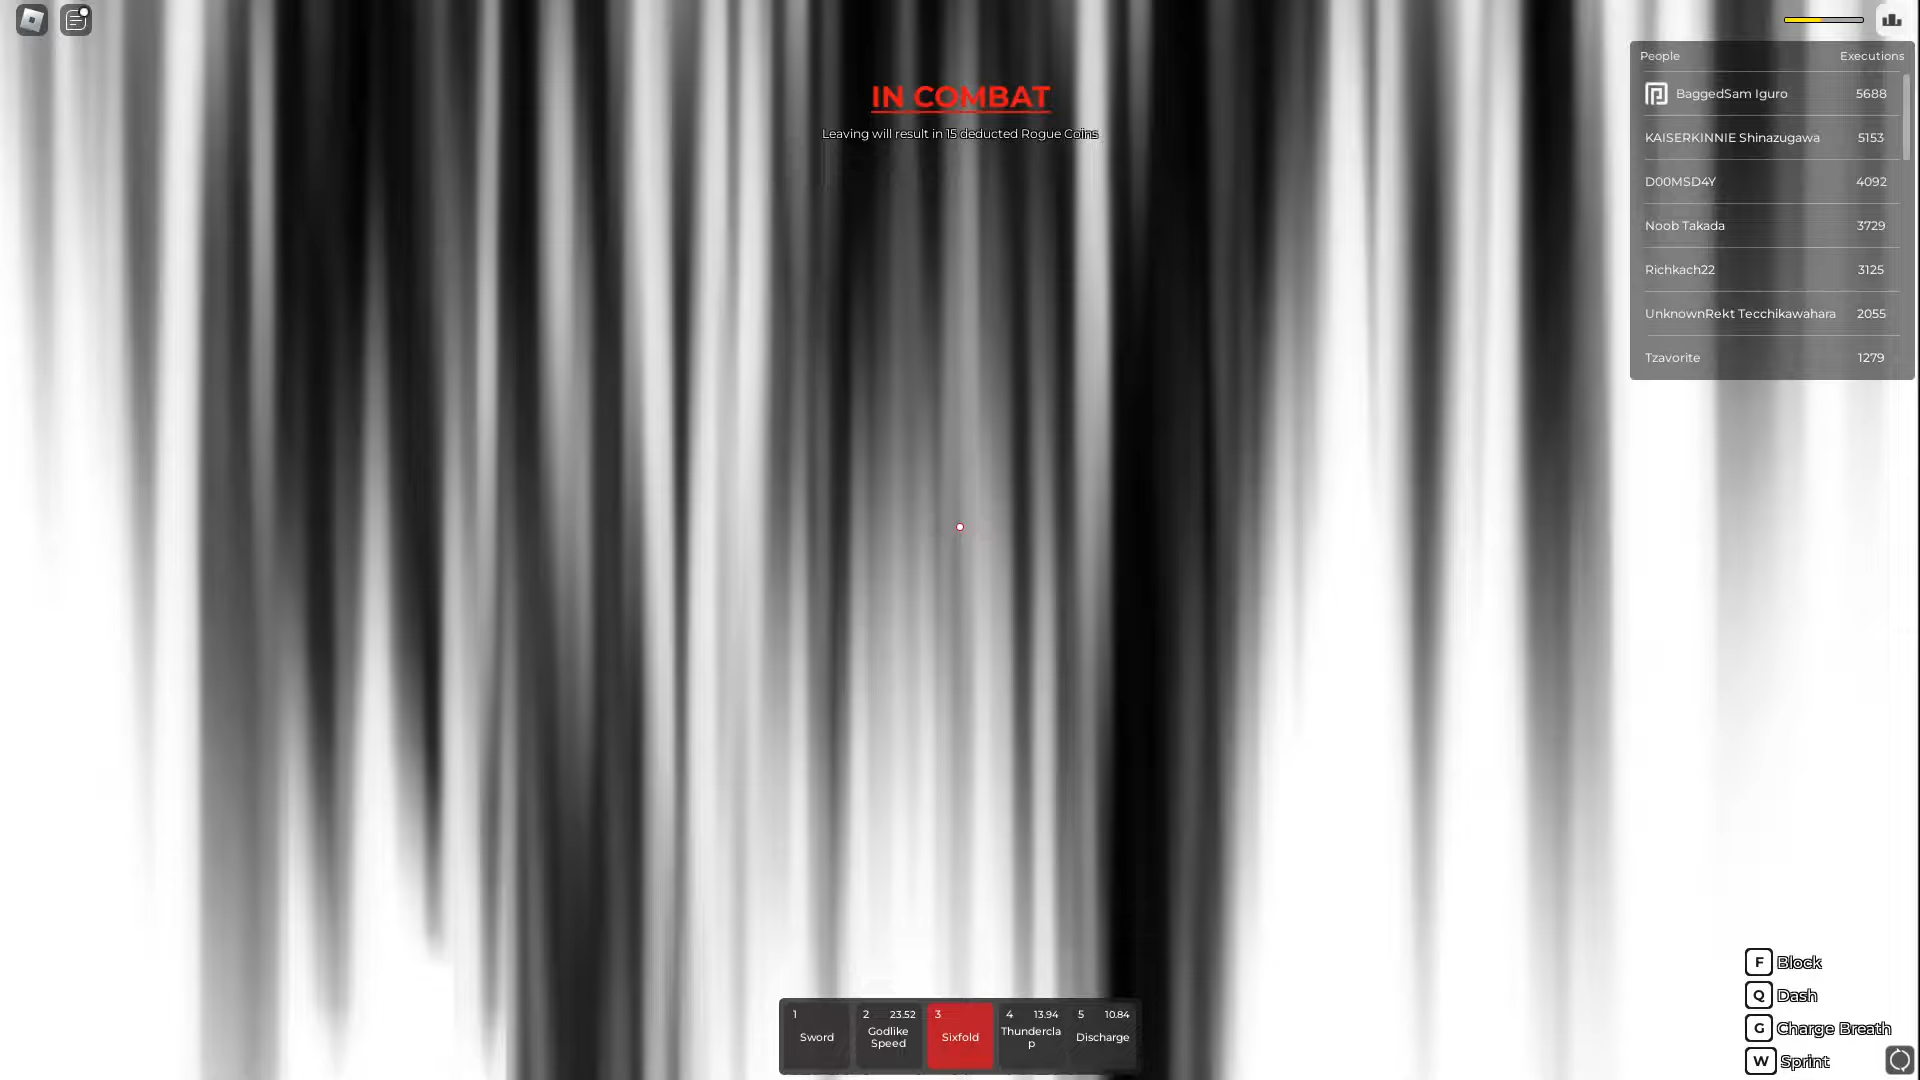 IN COMBAT
Leaving will result in 15 deducted Rogue Coins
People Executions
BaggedSam Iguro 5688
KAISERKINNIE Shinazugawa 5153
D00MSD4Y 4092
Noob Takada 3729
Richkach22 3125
UnknownRekt Tecchikawahara 2055
Tzavorite 1279
F Block
Q Dash
G Charge Breath
W Sprint
1 2 23.52 3 4 13.94 5 10.84
Sword Godlike Sixfold Thundercla Discharge
Speed p